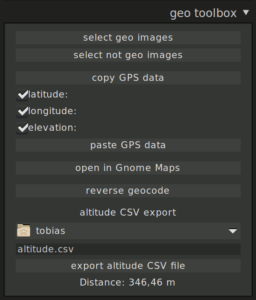 geo toolbox
select geo images
select not geo images
copy GPS data
latitude:
longitude:
elevation:
paste GPS data
open in Gnome Maps
reverse geocode
altitude CSV export
tobias
altitude.csv
export altitude CSV file
Distance: 346,46 m